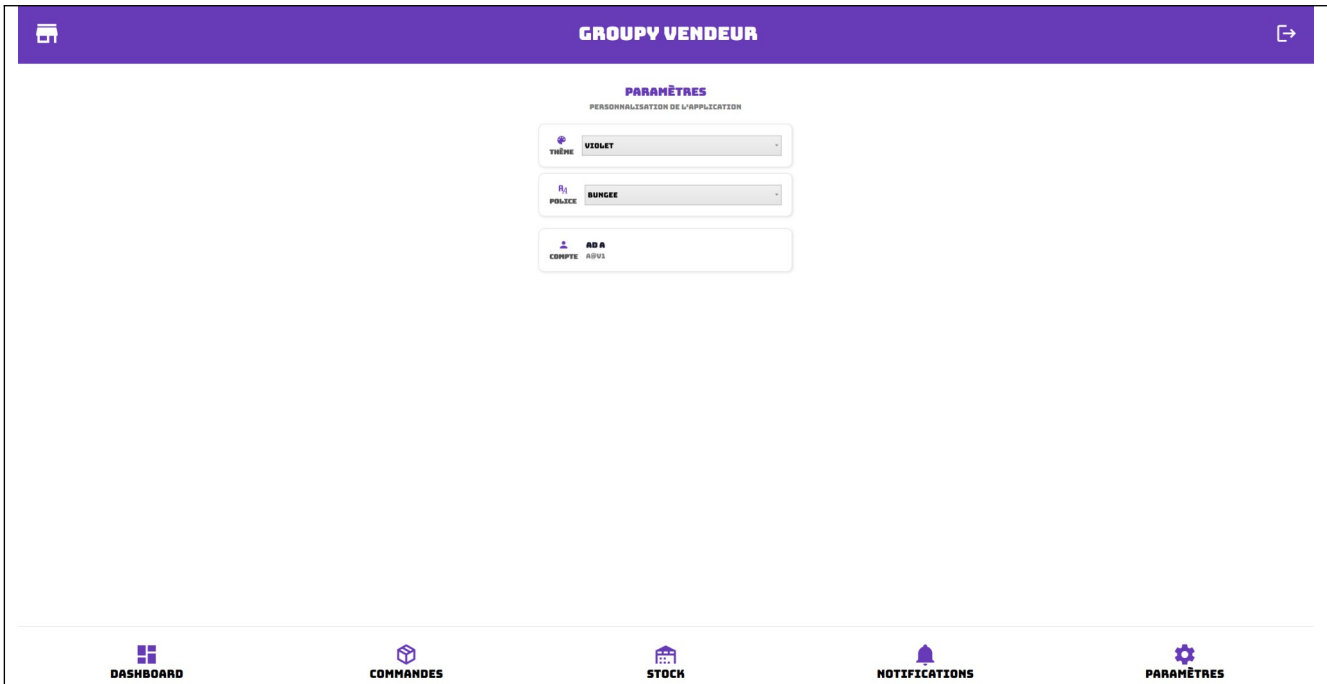 GROUPY VENDEUR
PARAMÈTRES
PERSONNALISATION DE L'APPLICATION
THÈME VIOLET
POLICE BUNGEE
AD A
COMPTE A@V1
DASHBOARD COMMANDES STOCK NOTIFICATIONS PARAMÈTRES